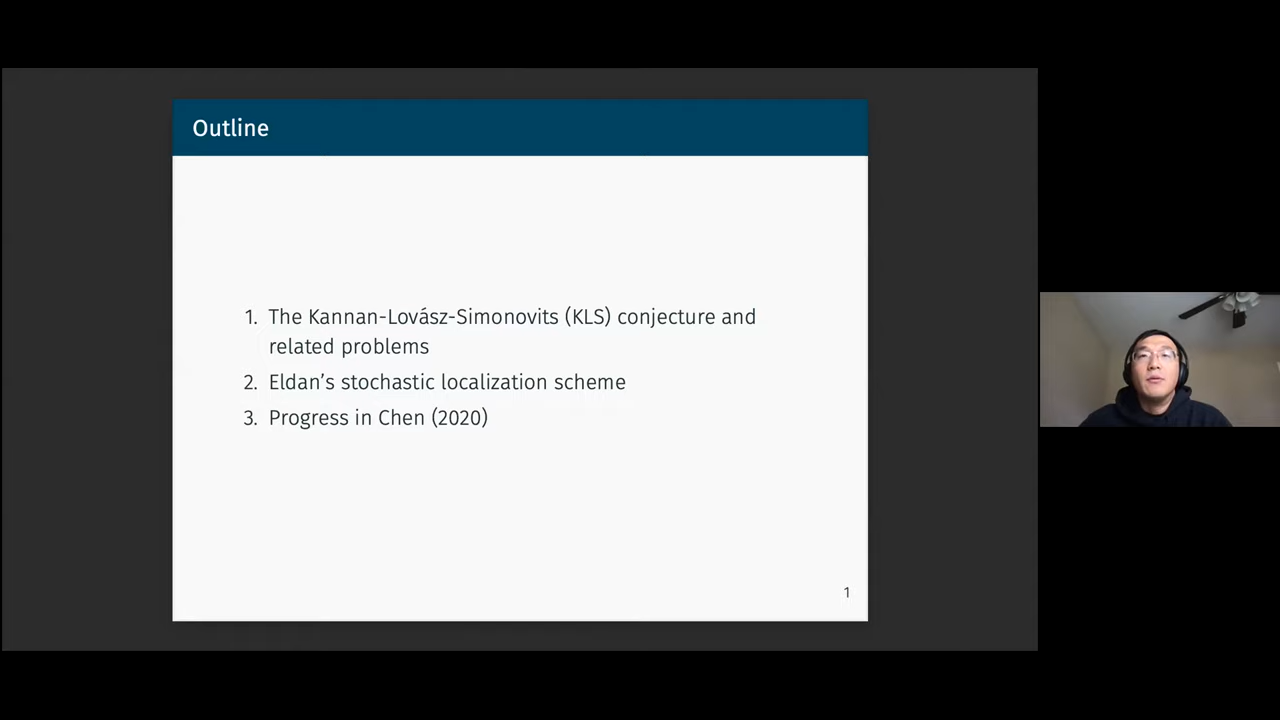 Outline
1. The Kannan-Lovász-Simonovits (KLS) conjecture and
related problems
2. Eldan’s stochastic localization scheme
3. Progress in Chen (2020)
1